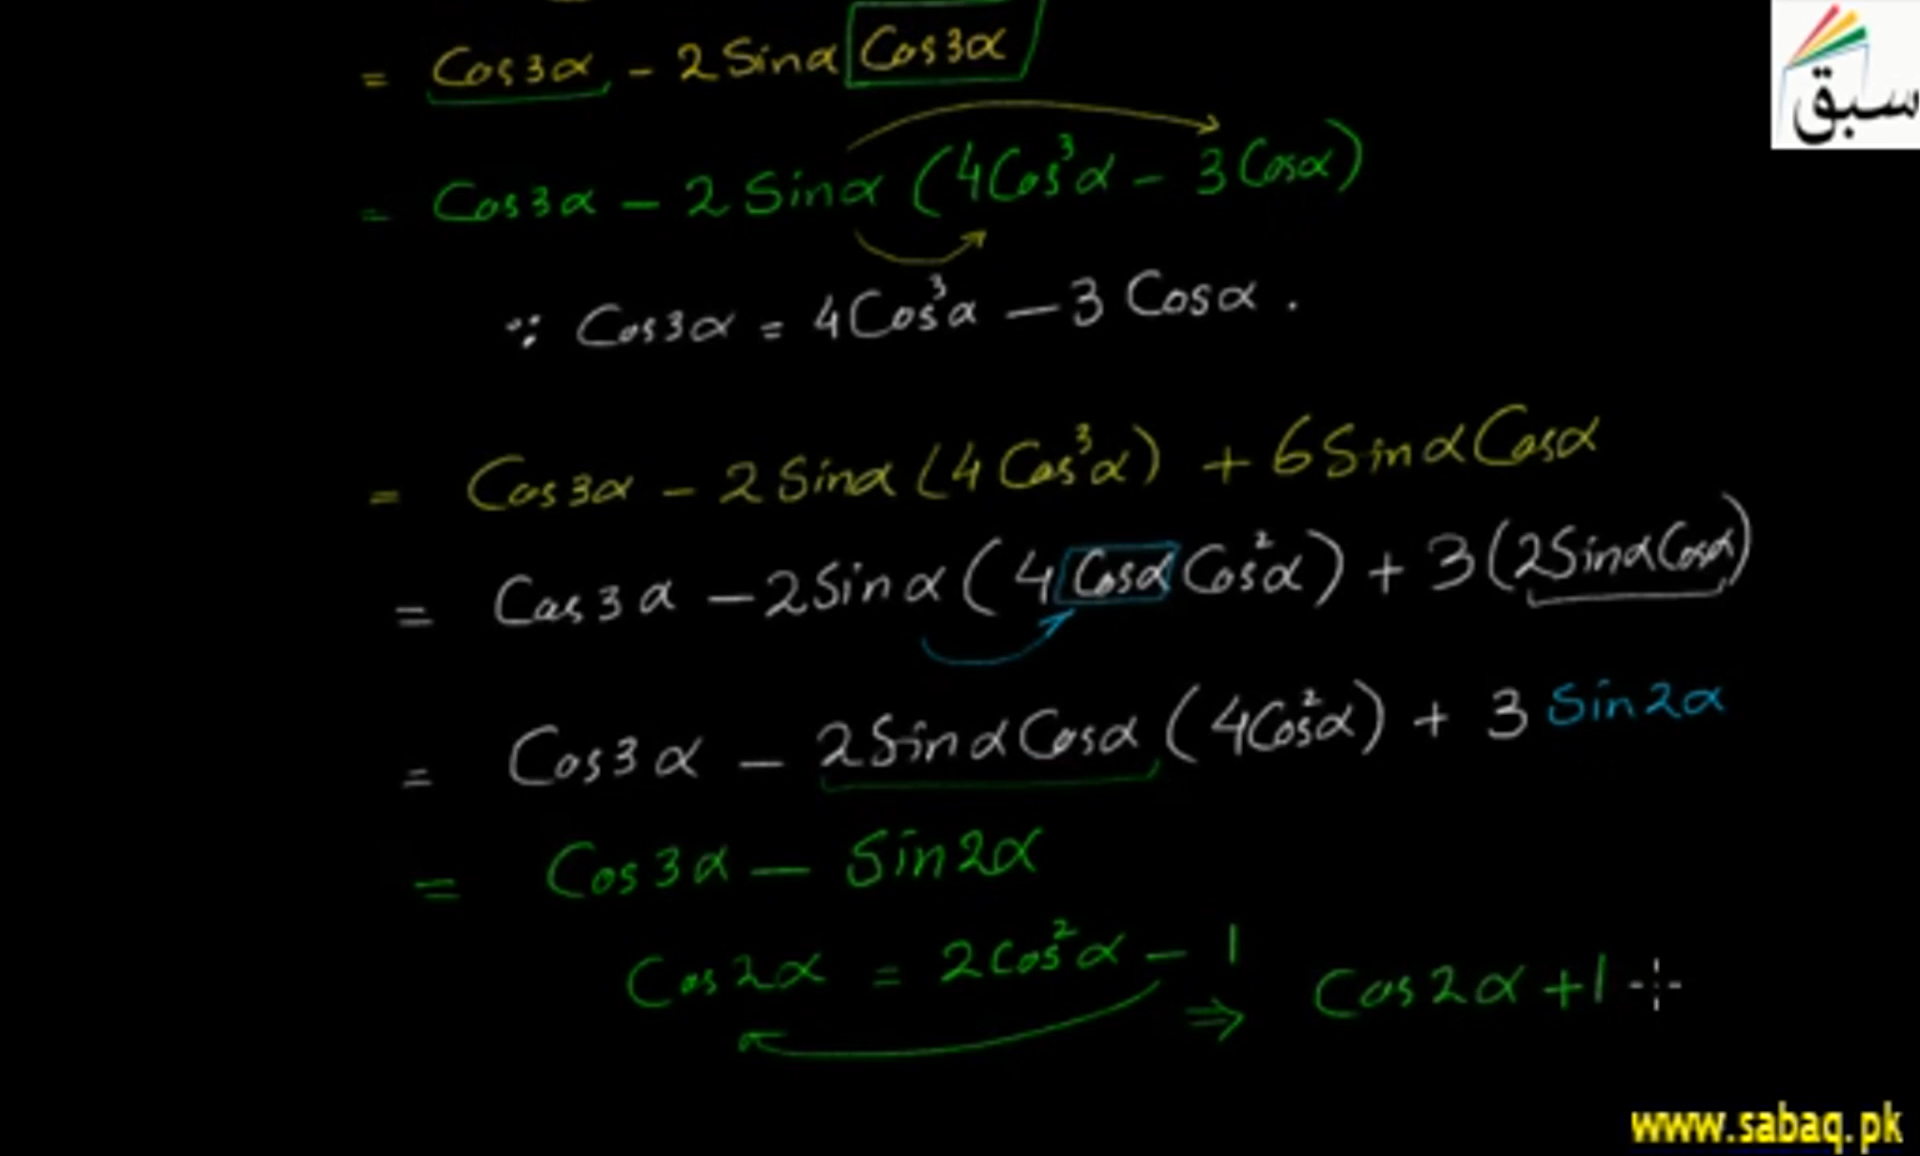 = Cos3α - 2Sinα Cos3α
سبق
= Cos3α - 2Sinα (4Cos³α - 3Cosα)
∵ Cos3α = 4Cos³α - 3Cosα .
= Cos3α - 2Sinα (4Cos³α) + 6SinαCosα
= Cos3α - 2Sinα (4CosαCos²α) + 3(2SinαCosα)
= Cos3α - 2SinαCosα (4Cos²α) + 3Sin2α
= Cos3α - Sin2α
Cos2α = 2Cos²α - 1
⇒ Cos2α + 1
www.sabaq.pk